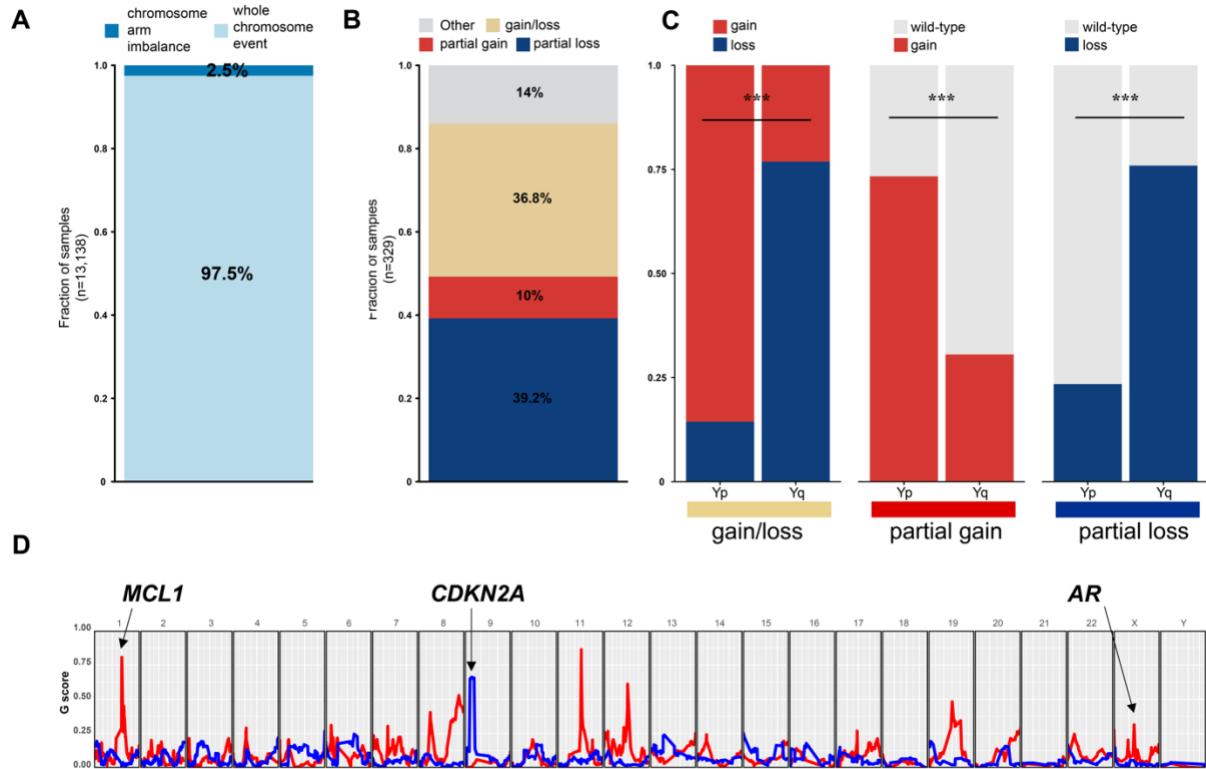 A
chromosome arm imbalance
whole chromosome event
Fraction of samples
(n=13,138)
1.0
0.8
0.6
0.4
0.2
0
2.5%
97.5%
B
Other
gain/loss
partial gain
partial loss
Fraction of samples
(n=329)
1.0
0.8
0.6
0.4
0.2
0
14%
36.8%
10%
39.2%
C
gain
loss
wild-type
gain
wild-type
loss
1.0
0.75
0.50
0.25
0
***
***
***
Yp Yq
Yp Yq
Yp Yq
gain/loss
partial gain
partial loss
D
MCL1
CDKN2A
AR
1 2 3 4 5 6 7 8 9 10 11 12 13 14 15 16 17 18 19 20 21 22 X Y
G score
1.00
0.75
0.50
0.25
0.00